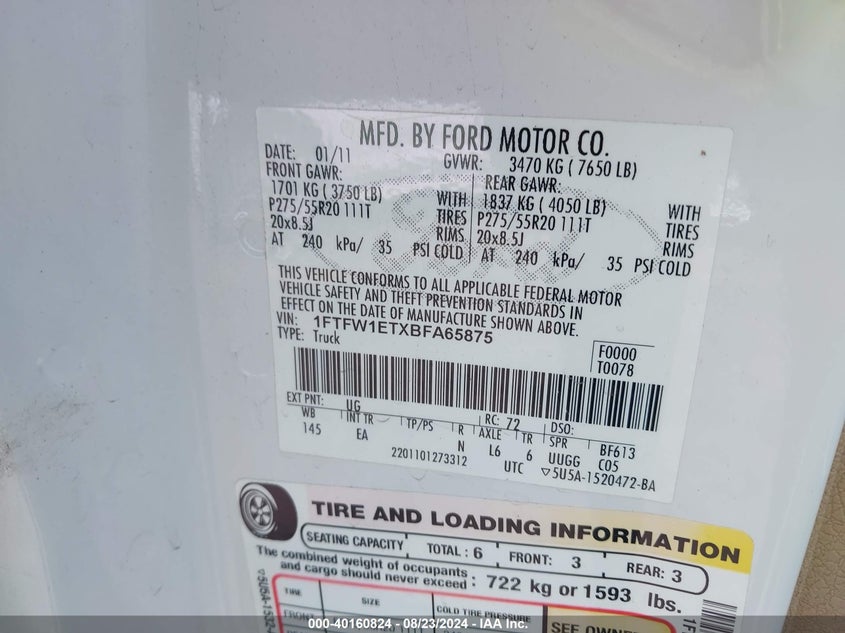 MFD. BY FORD MOTOR CO.
DATE: 01/11 GVWR: 3470 KG ( 7650 LB)
FRONT GAWR: REAR GAWR:
1701 KG ( 3750 LB) WITH 1837 KG ( 4050 LB) WITH
P275/55R20 111T TIRES P275/55R20 111T TIRES
20x8.5J RIMS 20x8.5J RIMS
AT 240 kPa/ 35 PSI COLD AT 240 kPa/ 35 PSI COLD
THIS VEHICLE CONFORMS TO ALL APPLICABLE FEDERAL MOTOR
VEHICLE SAFETY AND THEFT PREVENTION STANDARDS IN
EFFECT ON THE DATE OF MANUFACTURE SHOWN ABOVE.
VIN: 1FTFW1ETXBFA65875
TYPE: Truck
F0000
T0078
EXT PNT: UG RC: 72 DSO:
WB INT TR TP/PS R AXLE TR SPR BF613
145 EA N L6 6 UUGG C05
2201101273312 UTC ▽5U5A-1520472-BA
TIRE AND LOADING INFORMATION
SEATING CAPACITY TOTAL : 6 FRONT: 3 REAR: 3
The combined weight of occupants
and cargo should never exceed : 722 kg or 1593 lbs.
TIRE SIZE COLD TIRE PRESSURE
FRONT
SEE OWNER
000-40160824 - 08/23/2024 - IAAI.COM